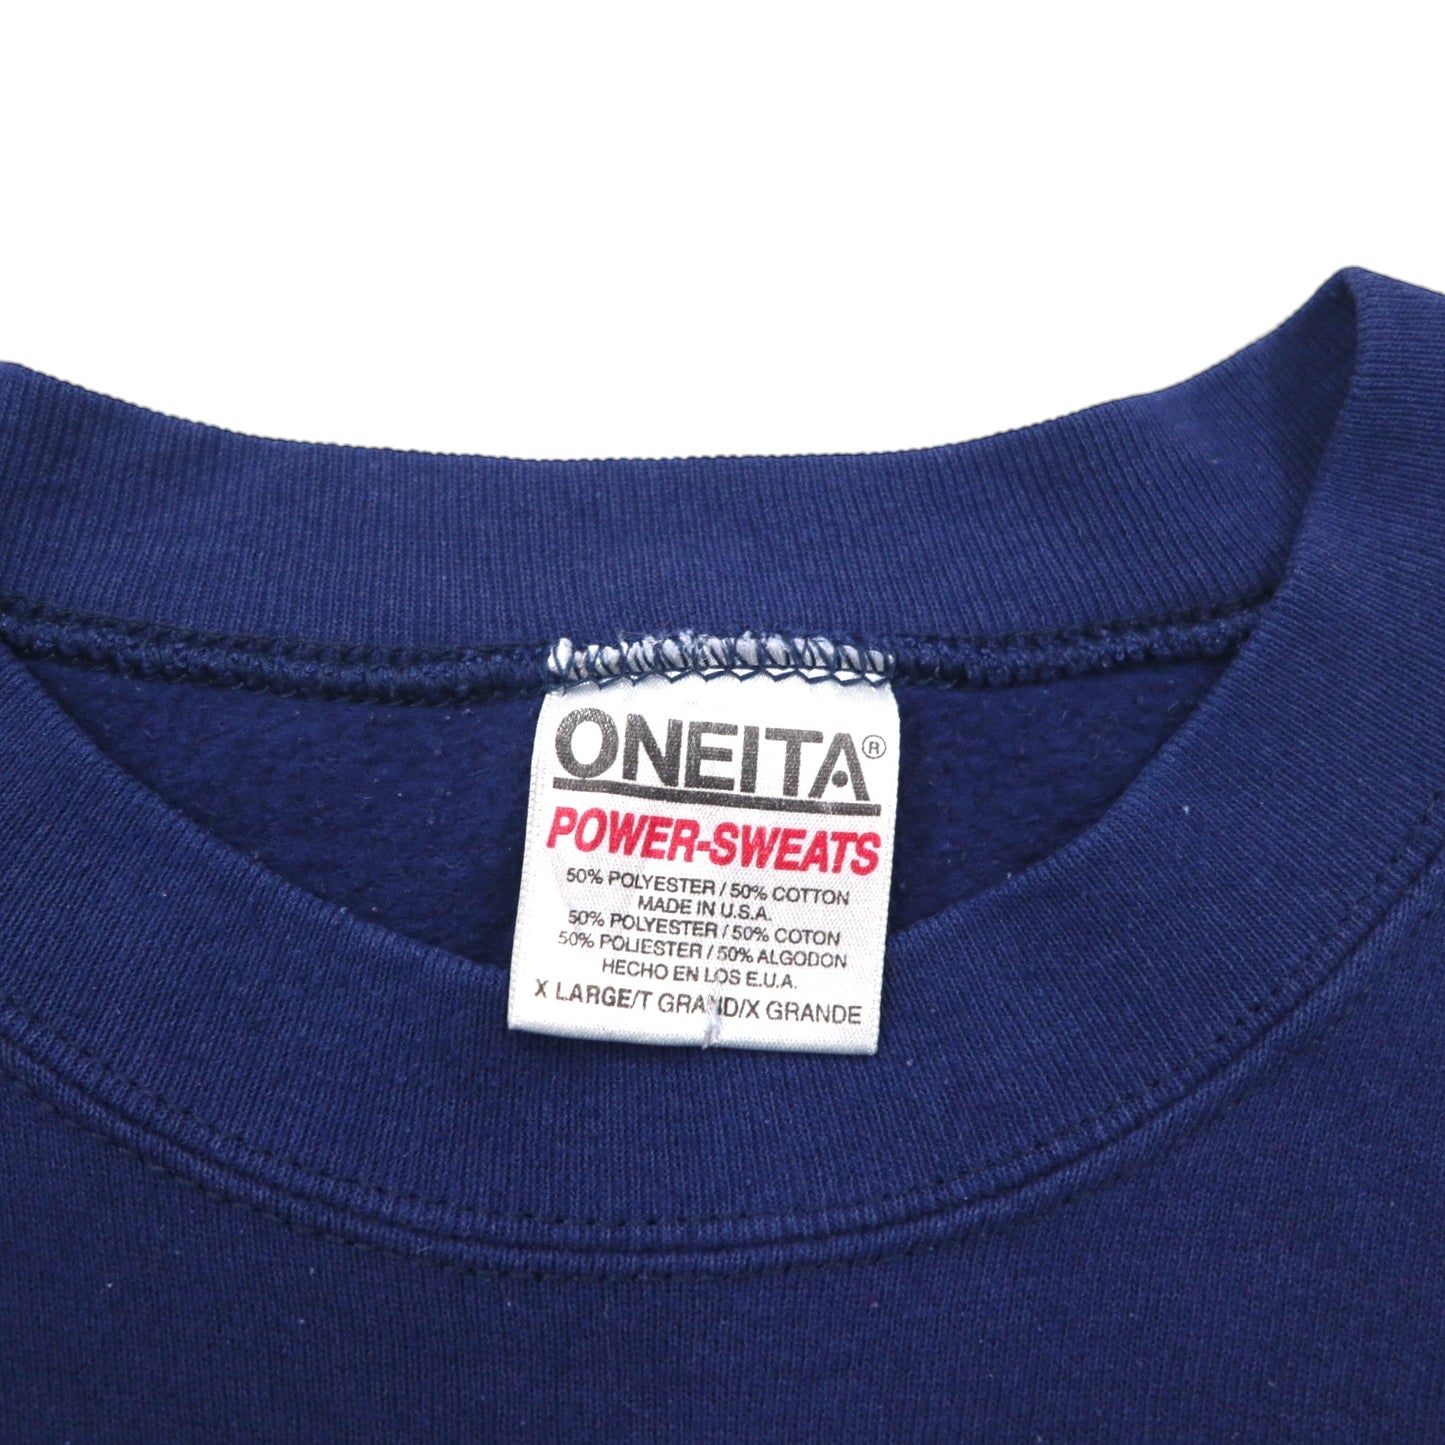 ONEITA®
POWER-SWEATS
50% POLYESTER / 50% COTTON
MADE IN U.S.A.
50% POLYESTER / 50% COTON
50% POLIESTER / 50% ALGODON
HECHO EN LOS E.U.A.
X LARGE/T GRAND/X GRANDE